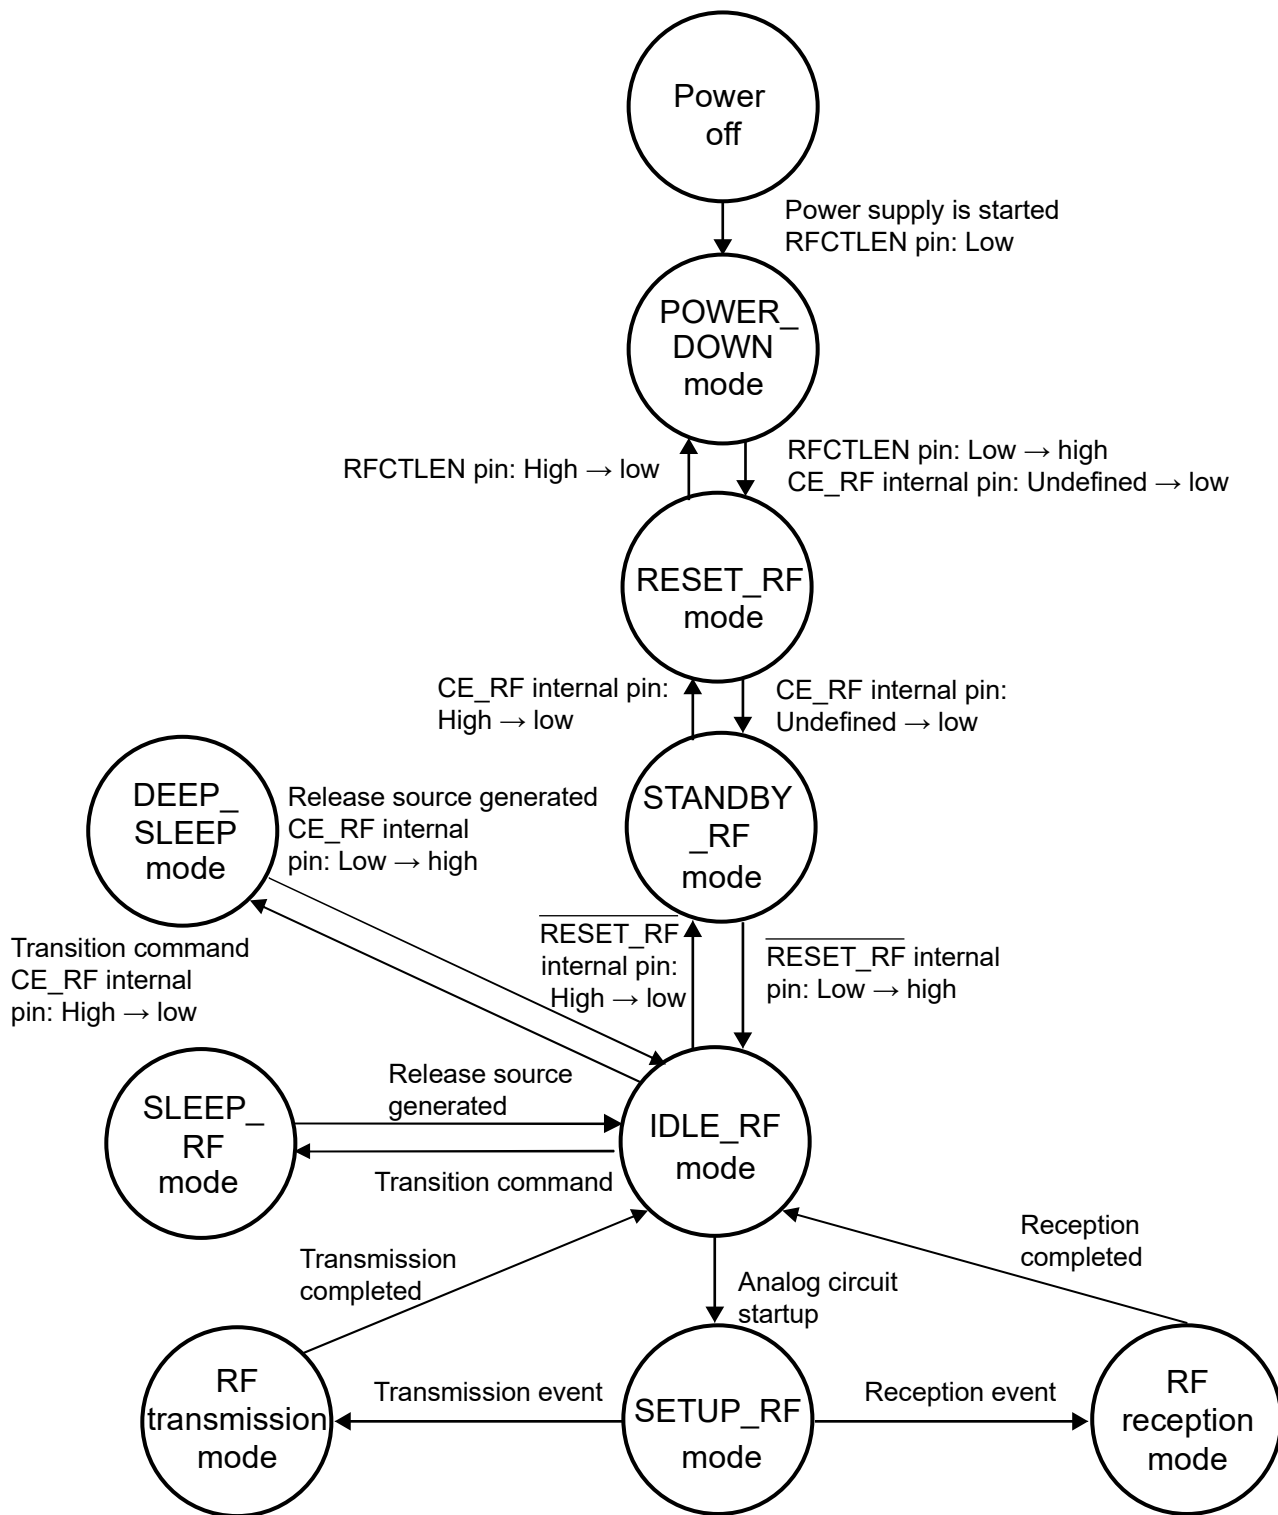 Power
off
Power supply is started
RFCTLEN pin: Low
POWER_
DOWN
mode
RFCTLEN pin: High → low
RFCTLEN pin: Low → high
CE_RF internal pin: Undefined → low
RESET_RF
mode
CE_RF internal pin:
High → low
CE_RF internal pin:
Undefined → low
DEEP_
SLEEP
mode
Release source generated
CE_RF internal
pin: Low → high
STANDBY
_RF
mode
Transition command
CE_RF internal
pin: High → low
RESET_RF
internal pin:
High → low
RESET_RF internal
pin: Low → high
SLEEP_
RF
mode
Release source
generated
Transition command
IDLE_RF
mode
Transmission
completed
Analog circuit
startup
Reception
completed
RF
transmission
mode
Transmission event
SETUP_RF
mode
Reception event
RF
reception
mode